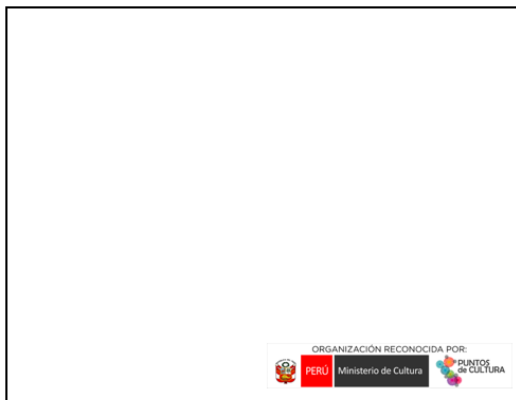 ORGANIZACIÓN RECONOCIDA POR:
PERÚ Ministerio de Cultura
PUNTOS
de CULTURA